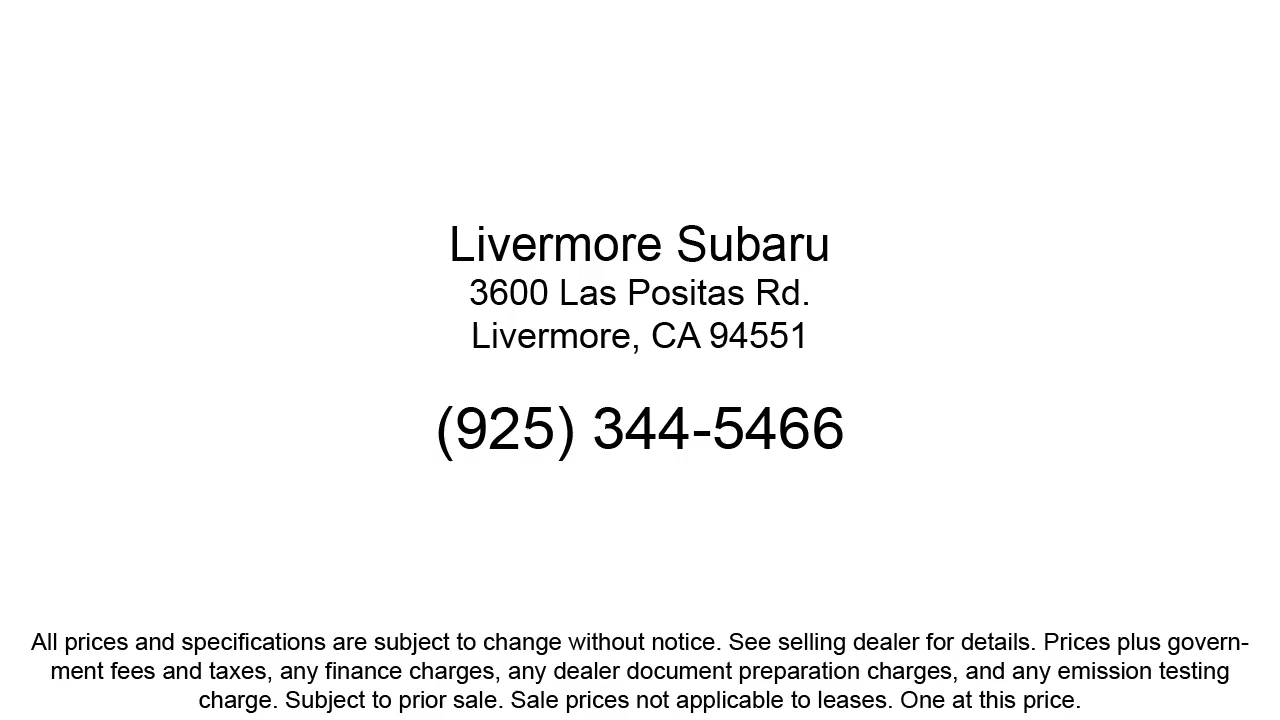 Livermore Subaru
3600 Las Positas Rd.
Livermore, CA 94551
(925) 344-5466
All prices and specifications are subject to change without notice. See selling dealer for details. Prices plus govern-
ment fees and taxes, any finance charges, any dealer document preparation charges, and any emission testing
charge. Subject to prior sale. Sale prices not applicable to leases. One at this price.